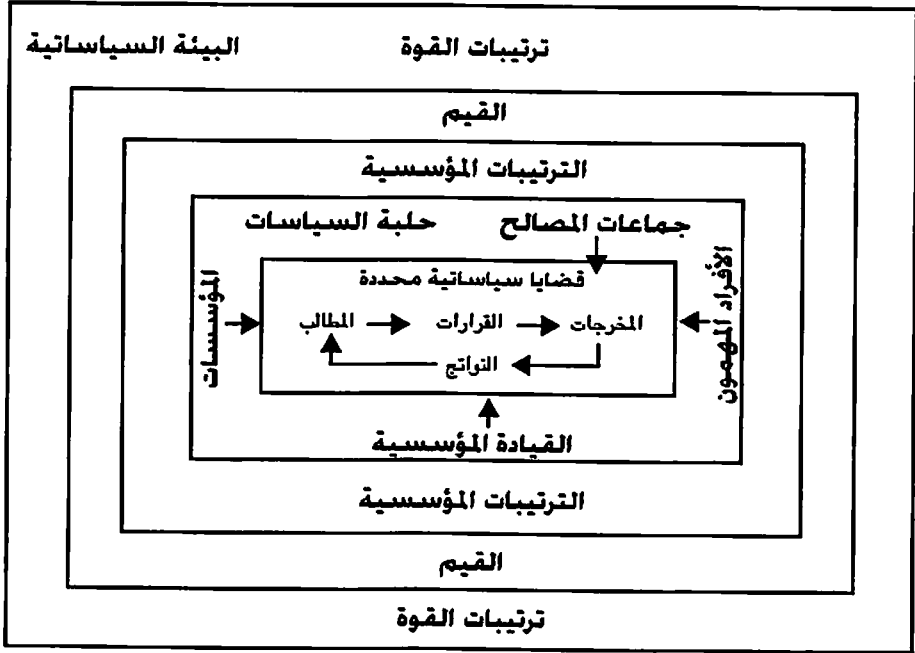 ترتيبات القوة البيئة السياساتية
القيم
الترتيبات المؤسسية
جماعات المصالح حلبة السياسات
الأفراد المهمون
قضايا سياساتية محددة
المؤسسات
المطالب القرارات المخرجات
النواتج
القيادة المؤسسية
الترتيبات المؤسسية
القيم
ترتيبات القوة